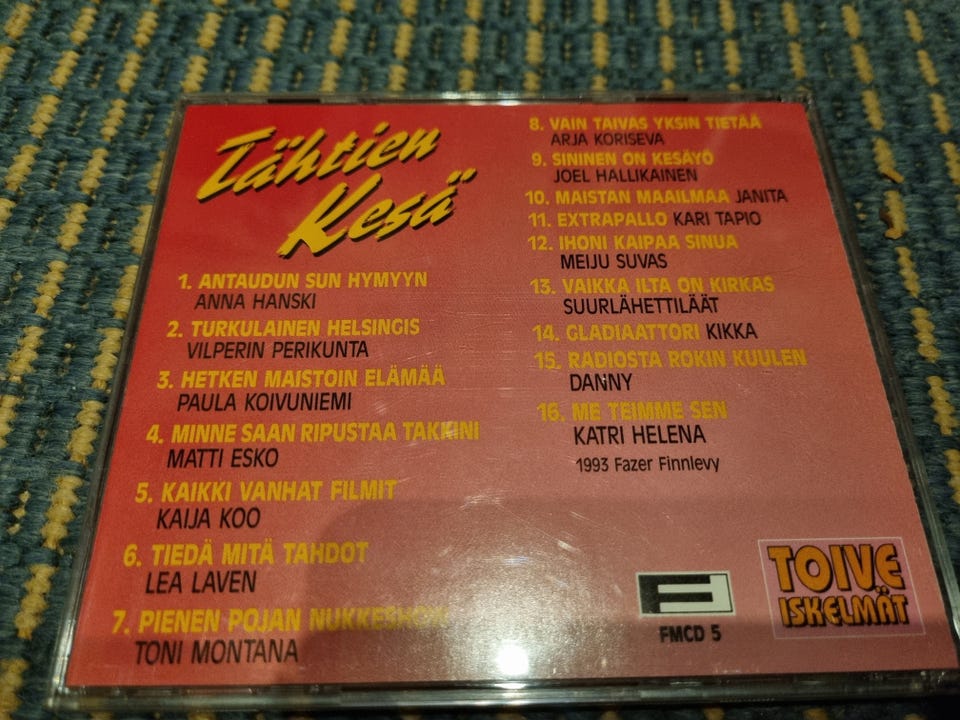 Tähtien
Kesä
1. ANTAUDUN SUN HYMYYN
ANNA HANSKI
2. TURKULAINEN HELSINGIS
VILPERIN PERIKUNTA
3. HETKEN MAISTOIN ELÄMÄÄ
PAULA KOIVUNIEMI
4. MINNE SAAN RIPUSTAA TAKKINI
MATTI ESKO
5. KAIKKI VANHAT FILMIT
KAIJA KOO
6. TIEDÄ MITÄ TAHDOT
LEA LAVEN
7. PIENEN POJAN NUKKESHOW
TONI MONTANA
8. VAIN TAIVAS YKSIN TIETÄÄ
ARJA KORISEVA
9. SININEN ON KESÄYÖ
JOEL HALLIKAINEN
10. MAISTAN MAAILMAA JANITA
11. EXTRAPALLO KARI TAPIO
12. IHONI KAIPAA SINUA
MEIJU SUVAS
13. VAIKKA ILTA ON KIRKAS
SUURLÄHETTILÄÄT
14. GLADIAATTORI KIKKA
15. RADIOSTA ROKIN KUULEN
DANNY
16. ME TEIMME SEN
KATRI HELENA
1993 Fazer Finnlevy
F
FMCD 5
TOIVE
ISKELMÄT